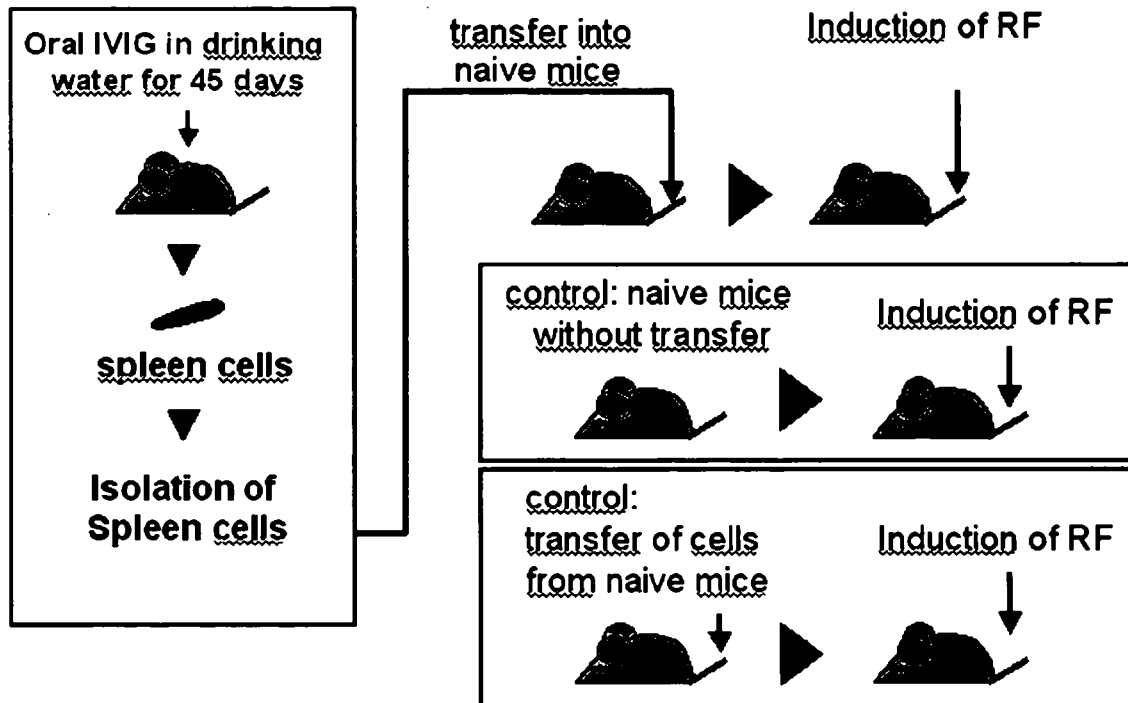 Oral IVIG in drinking
water for 45 days
spleen cells
Isolation of
Spleen cells
transfer into
naive mice
Induction of RF
control: naive mice
without transfer
Induction of RF
control:
transfer of cells
from naive mice
Induction of RF